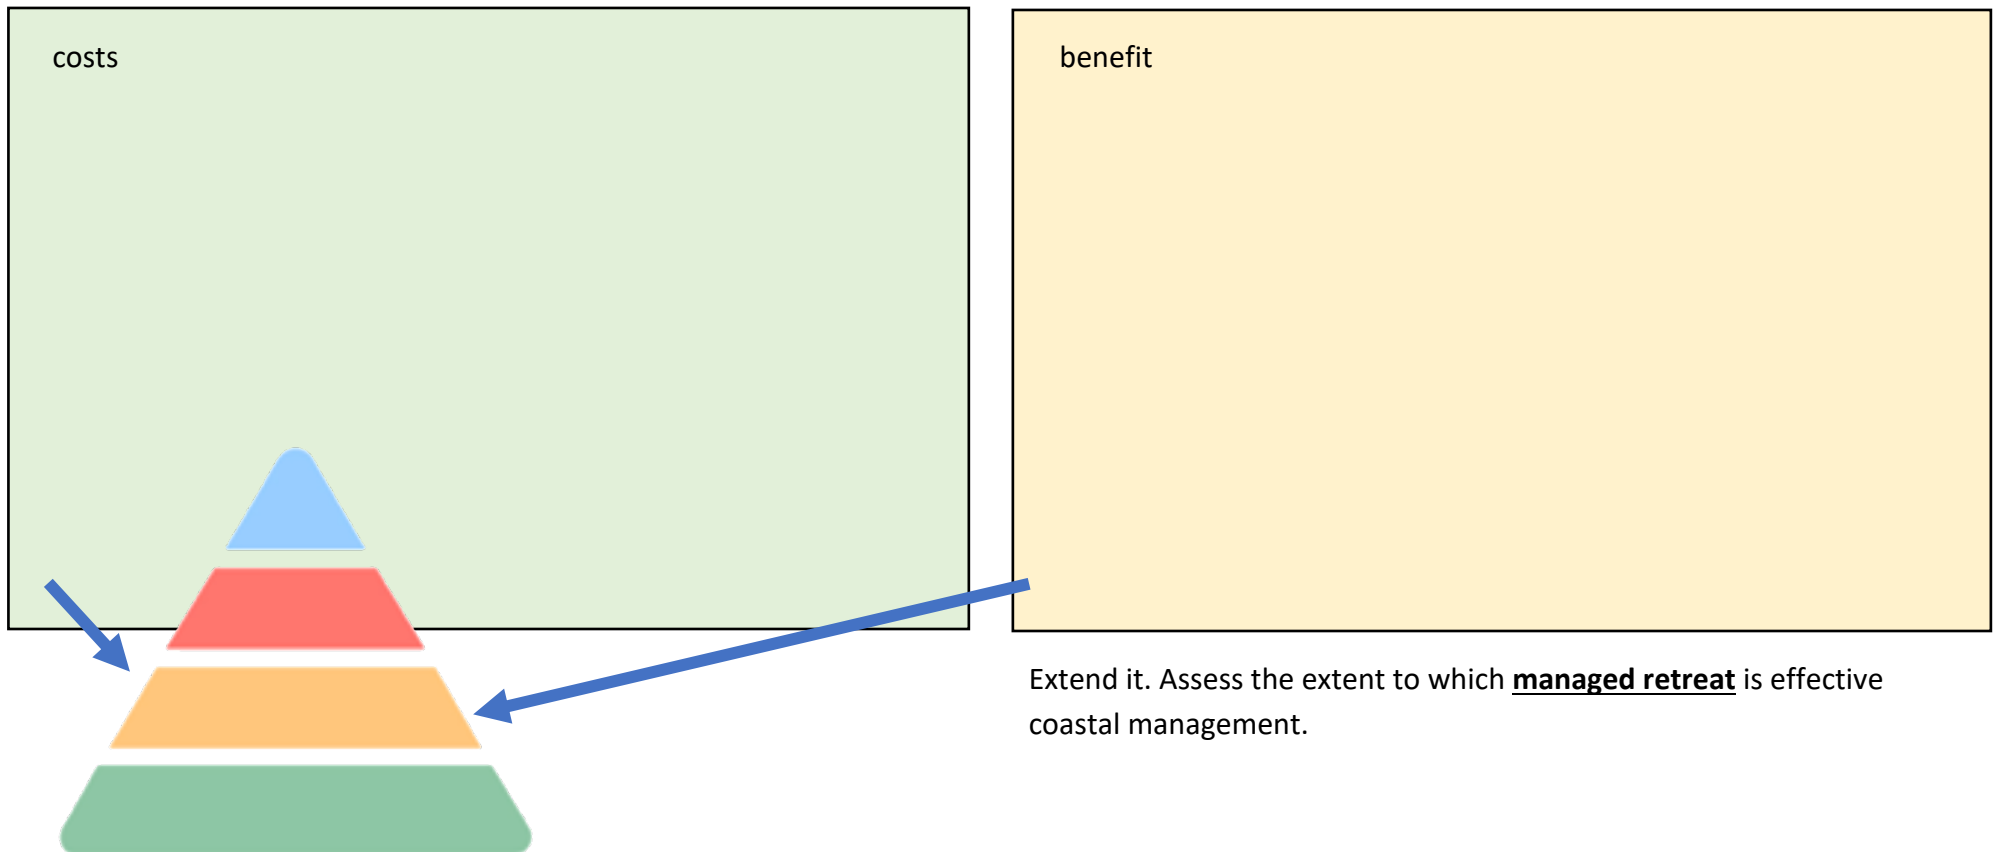 costs
benefit
Extend it. Assess the extent to which managed retreat is effective
coastal management.